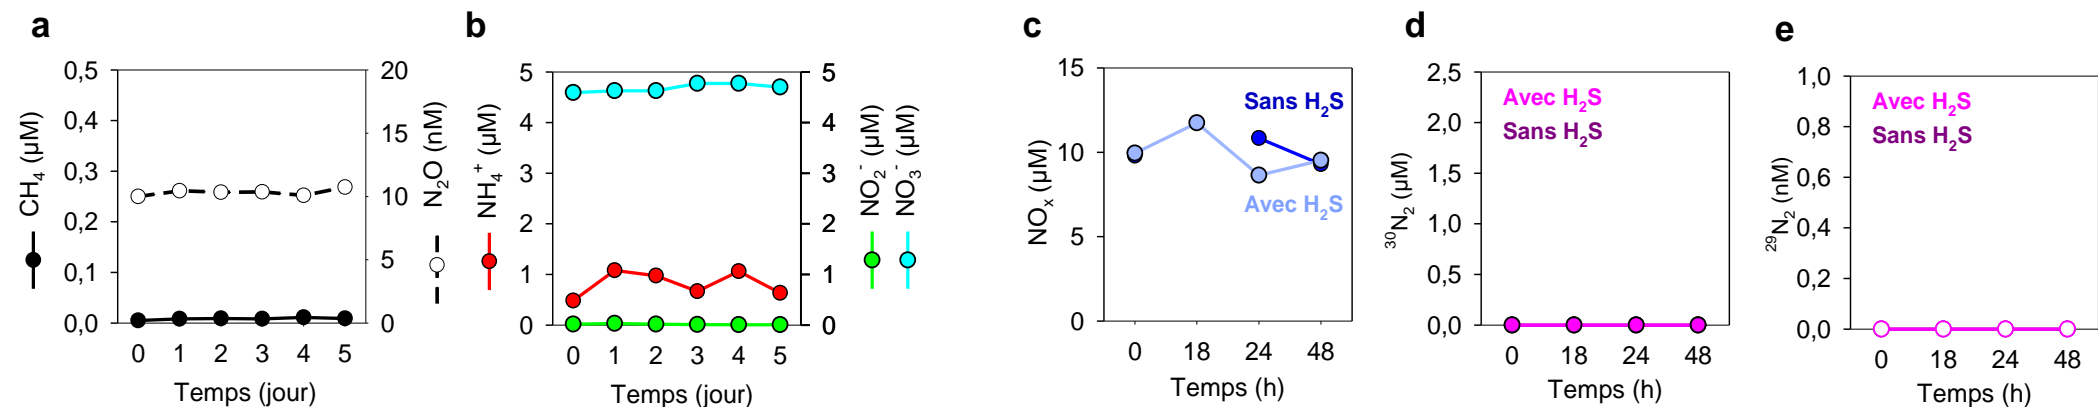 a
0,5
0,4
0,3
0,2
0,1
0,0
CH₄ (µM)
20
15
10
5
0
N₂O (nM)
0 1 2 3 4 5
Temps (jour)
b
5
4
3
2
1
0
NH₄⁺ (µM)
5
4
3
2
1
0
NO₂⁻ (µM)
NO₃⁻ (µM)
0 1 2 3 4 5
Temps (jour)
c
15
10
5
0
NOₓ (µM)
Sans H₂S
Avec H₂S
0 18 24 48
Temps (h)
d
2,5
2,0
1,5
1,0
0,5
0,0
³⁰N₂ (µM)
Avec H₂S
Sans H₂S
0 18 24 48
Temps (h)
e
1,0
0,8
0,6
0,4
0,2
0,0
²⁹N₂ (nM)
Avec H₂S
Sans H₂S
0 18 24 48
Temps (h)